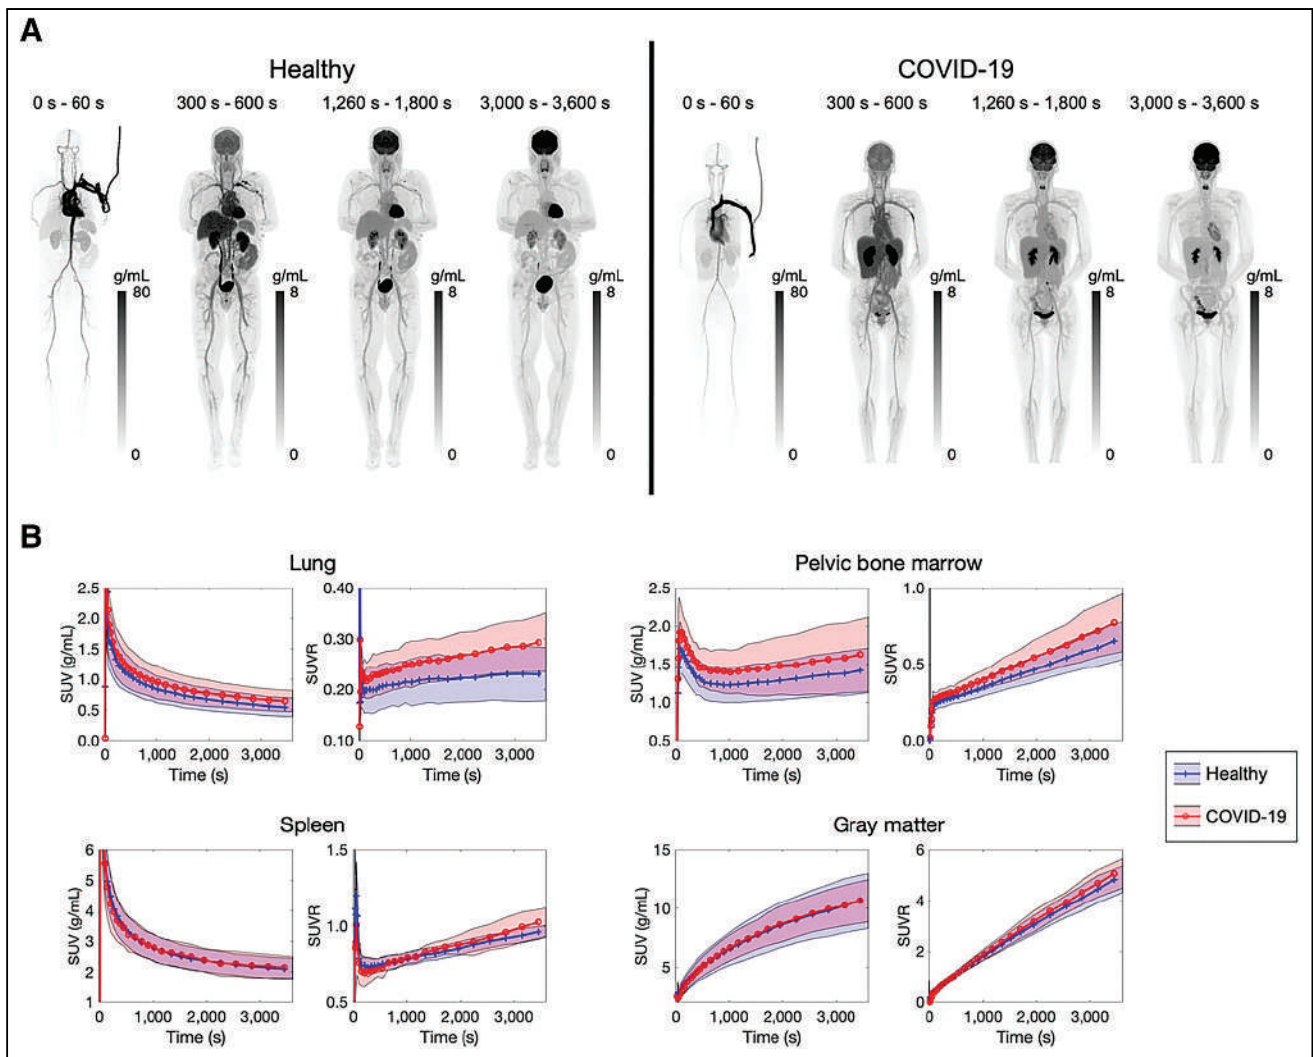 A
Healthy
COVID-19
0 s - 60 s
300 s - 600 s
1,260 s - 1,800 s
3,000 s - 3,600 s
0 s - 60 s
300 s - 600 s
1,260 s - 1,800 s
3,000 s - 3,600 s
g/mL
80
0
g/mL
8
0
g/mL
8
0
g/mL
8
0
g/mL
80
0
g/mL
8
0
g/mL
8
0
g/mL
8
0
B
Lung
SUV (g/mL)
2.5
2.0
1.5
1.0
0.5
0.0
0
1,000
2,000
3,000
Time (s)
SUVR
0.40
0.30
0.20
0.10
0
1,000
2,000
3,000
Time (s)
Pelvic bone marrow
SUV (g/mL)
2.5
2.0
1.5
1.0
0.5
0
1,000
2,000
3,000
Time (s)
SUVR
1.0
0.5
0.0
0
1,000
2,000
3,000
Time (s)
Healthy
COVID-19
Spleen
SUV (g/mL)
6
5
4
3
2
1
0
1,000
2,000
3,000
Time (s)
SUVR
1.5
1.0
0.5
0
1,000
2,000
3,000
Time (s)
Gray matter
SUV (g/mL)
15
10
5
0
1,000
2,000
3,000
Time (s)
SUVR
6
4
2
0
0
1,000
2,000
3,000
Time (s)